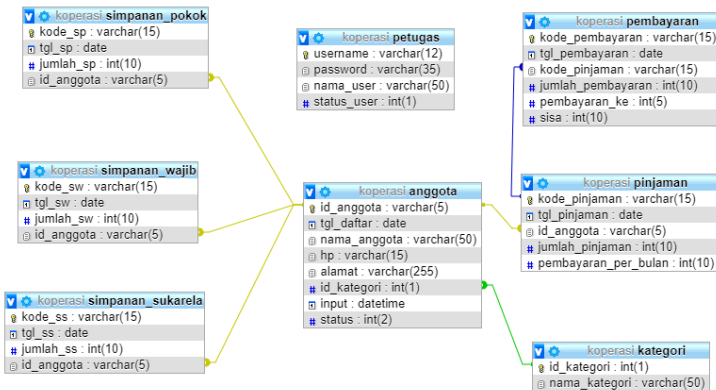 koperasi simpanan_pokok
kode_sp : varchar(15)
tgl_sp : date
jumlah_sp : int(10)
id_anggota : varchar(5)
koperasi petugas
username : varchar(12)
password : varchar(35)
nama_user : varchar(50)
status_user : int(1)
koperasi pembayaran
kode_pembayaran : varchar(15)
tgl_pembayaran : date
kode_pinjaman : varchar(15)
jumlah_pembayaran : int(10)
pembayaran_ke : int(5)
sisa : int(10)
koperasi simpanan_wajib
kode_sw : varchar(15)
tgl_sw : date
jumlah_sw : int(10)
id_anggota : varchar(5)
koperasi anggota
id_anggota : varchar(5)
tgl_daftar : date
nama_anggota : varchar(50)
hp : varchar(15)
alamat : varchar(255)
id_kategori : int(1)
input : datetime
status : int(2)
koperasi pinjaman
kode_pinjaman : varchar(15)
tgl_pinjaman : date
id_anggota : varchar(5)
jumlah_pinjaman : int(10)
pembayaran_per_bulan : int(10)
koperasi simpanan_sukarela
kode_ss : varchar(15)
tgl_ss : date
jumlah_ss : int(10)
id_anggota : varchar(5)
koperasi kategori
id_kategori : int(1)
nama_kategori : varchar(50)